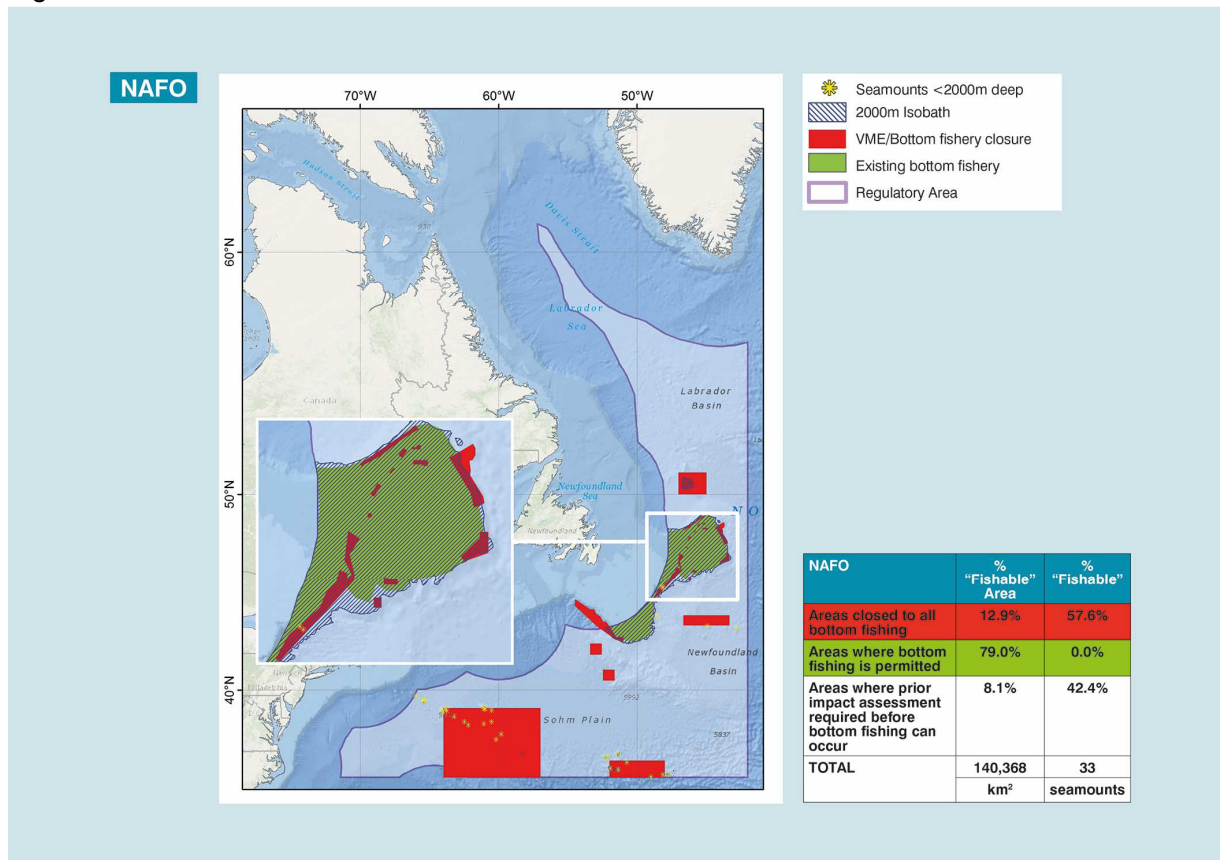 NAFO
70°W 60°W 50°W
60°N
50°N
40°N
Hudson Strait
Davis Strait
Labrador
Sea
Labrador
Basin
Canada
Newfoundland
Sea
Newfoundland
N O
Newfoundland
Basin
Philadelphia
5992
Sohm Plain
5837
Seamounts <2000m deep
2000m Isobath
VME/Bottom fishery closure
Existing bottom fishery
Regulatory Area
NAFO % “Fishable” Area % “Fishable”
Areas closed to all bottom fishing 12.9% 57.6%
Areas where bottom fishing is permitted 79.0% 0.0%
Areas where prior impact assessment required before bottom fishing can occur 8.1% 42.4%
TOTAL 140,368 33
km² seamounts